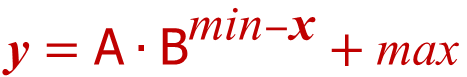 y = A · B^{min−x} + max